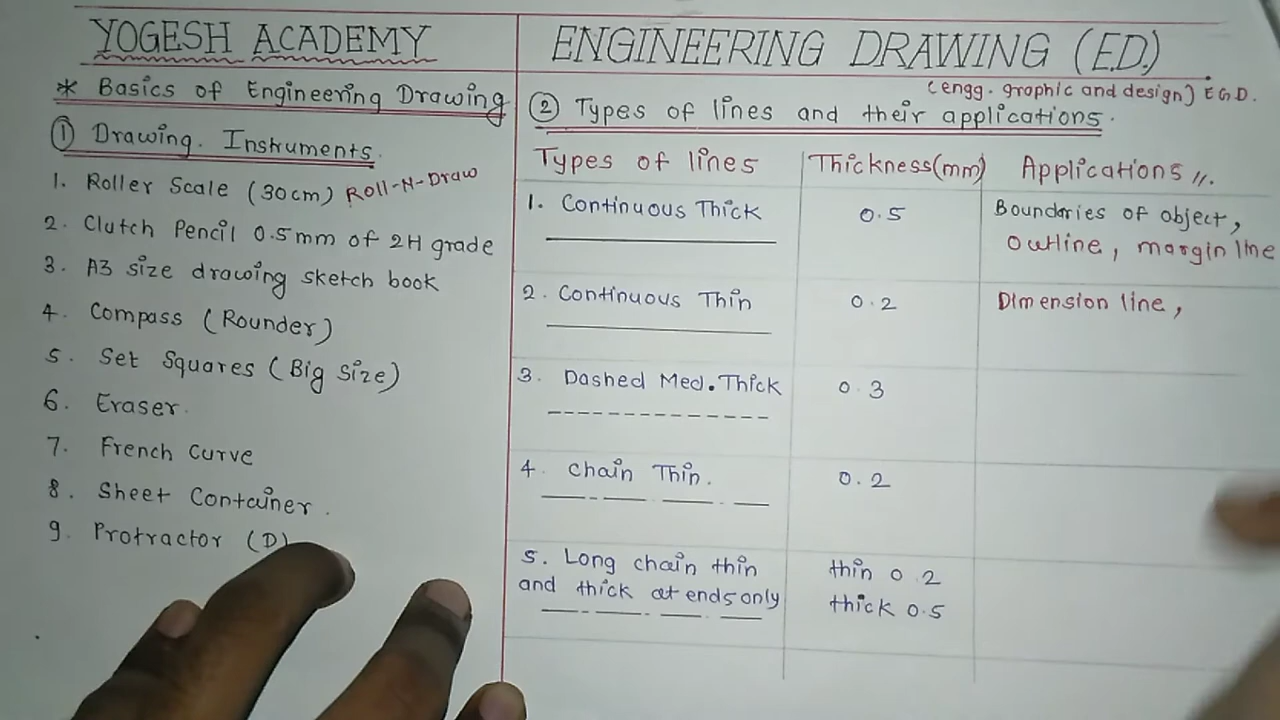 YOGESH ACADEMY
* Basics of Engineering Drawing
① Drawing. Instruments.
1. Roller Scale (30cm) Roll-N-Draw
2. Clutch Pencil 0.5mm of 2H grade
3. A3 size drawing sketch book
4. Compass (Rounder)
5. Set Squares (Big Size)
6. Eraser.
7. French Curve
8. Sheet Container.
9. Protractor (D)
ENGINEERING DRAWING (E.D.)
(engg. graphic and design) E G.D.
② Types of lines and their applications.
Types of lines Thickness(mm) Applications
1. Continuous Thick 0.5 Boundaries of object,
outline, margin line
2. Continuous Thin 0.2 Dimension line,
3. Dashed Med. Thick 0.3
4. Chain Thin. 0.2
5. Long chain thin thin 0.2
and thick at ends only thick 0.5